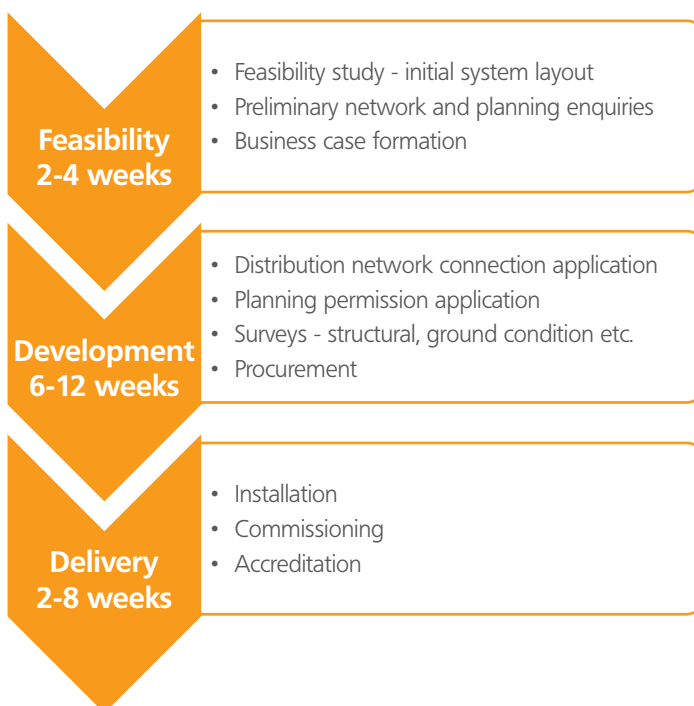 Feasibility
2-4 weeks
• Feasibility study - initial system layout
• Preliminary network and planning enquiries
• Business case formation
Development
6-12 weeks
• Distribution network connection application
• Planning permission application
• Surveys - structural, ground condition etc.
• Procurement
Delivery
2-8 weeks
• Installation
• Commissioning
• Accreditation